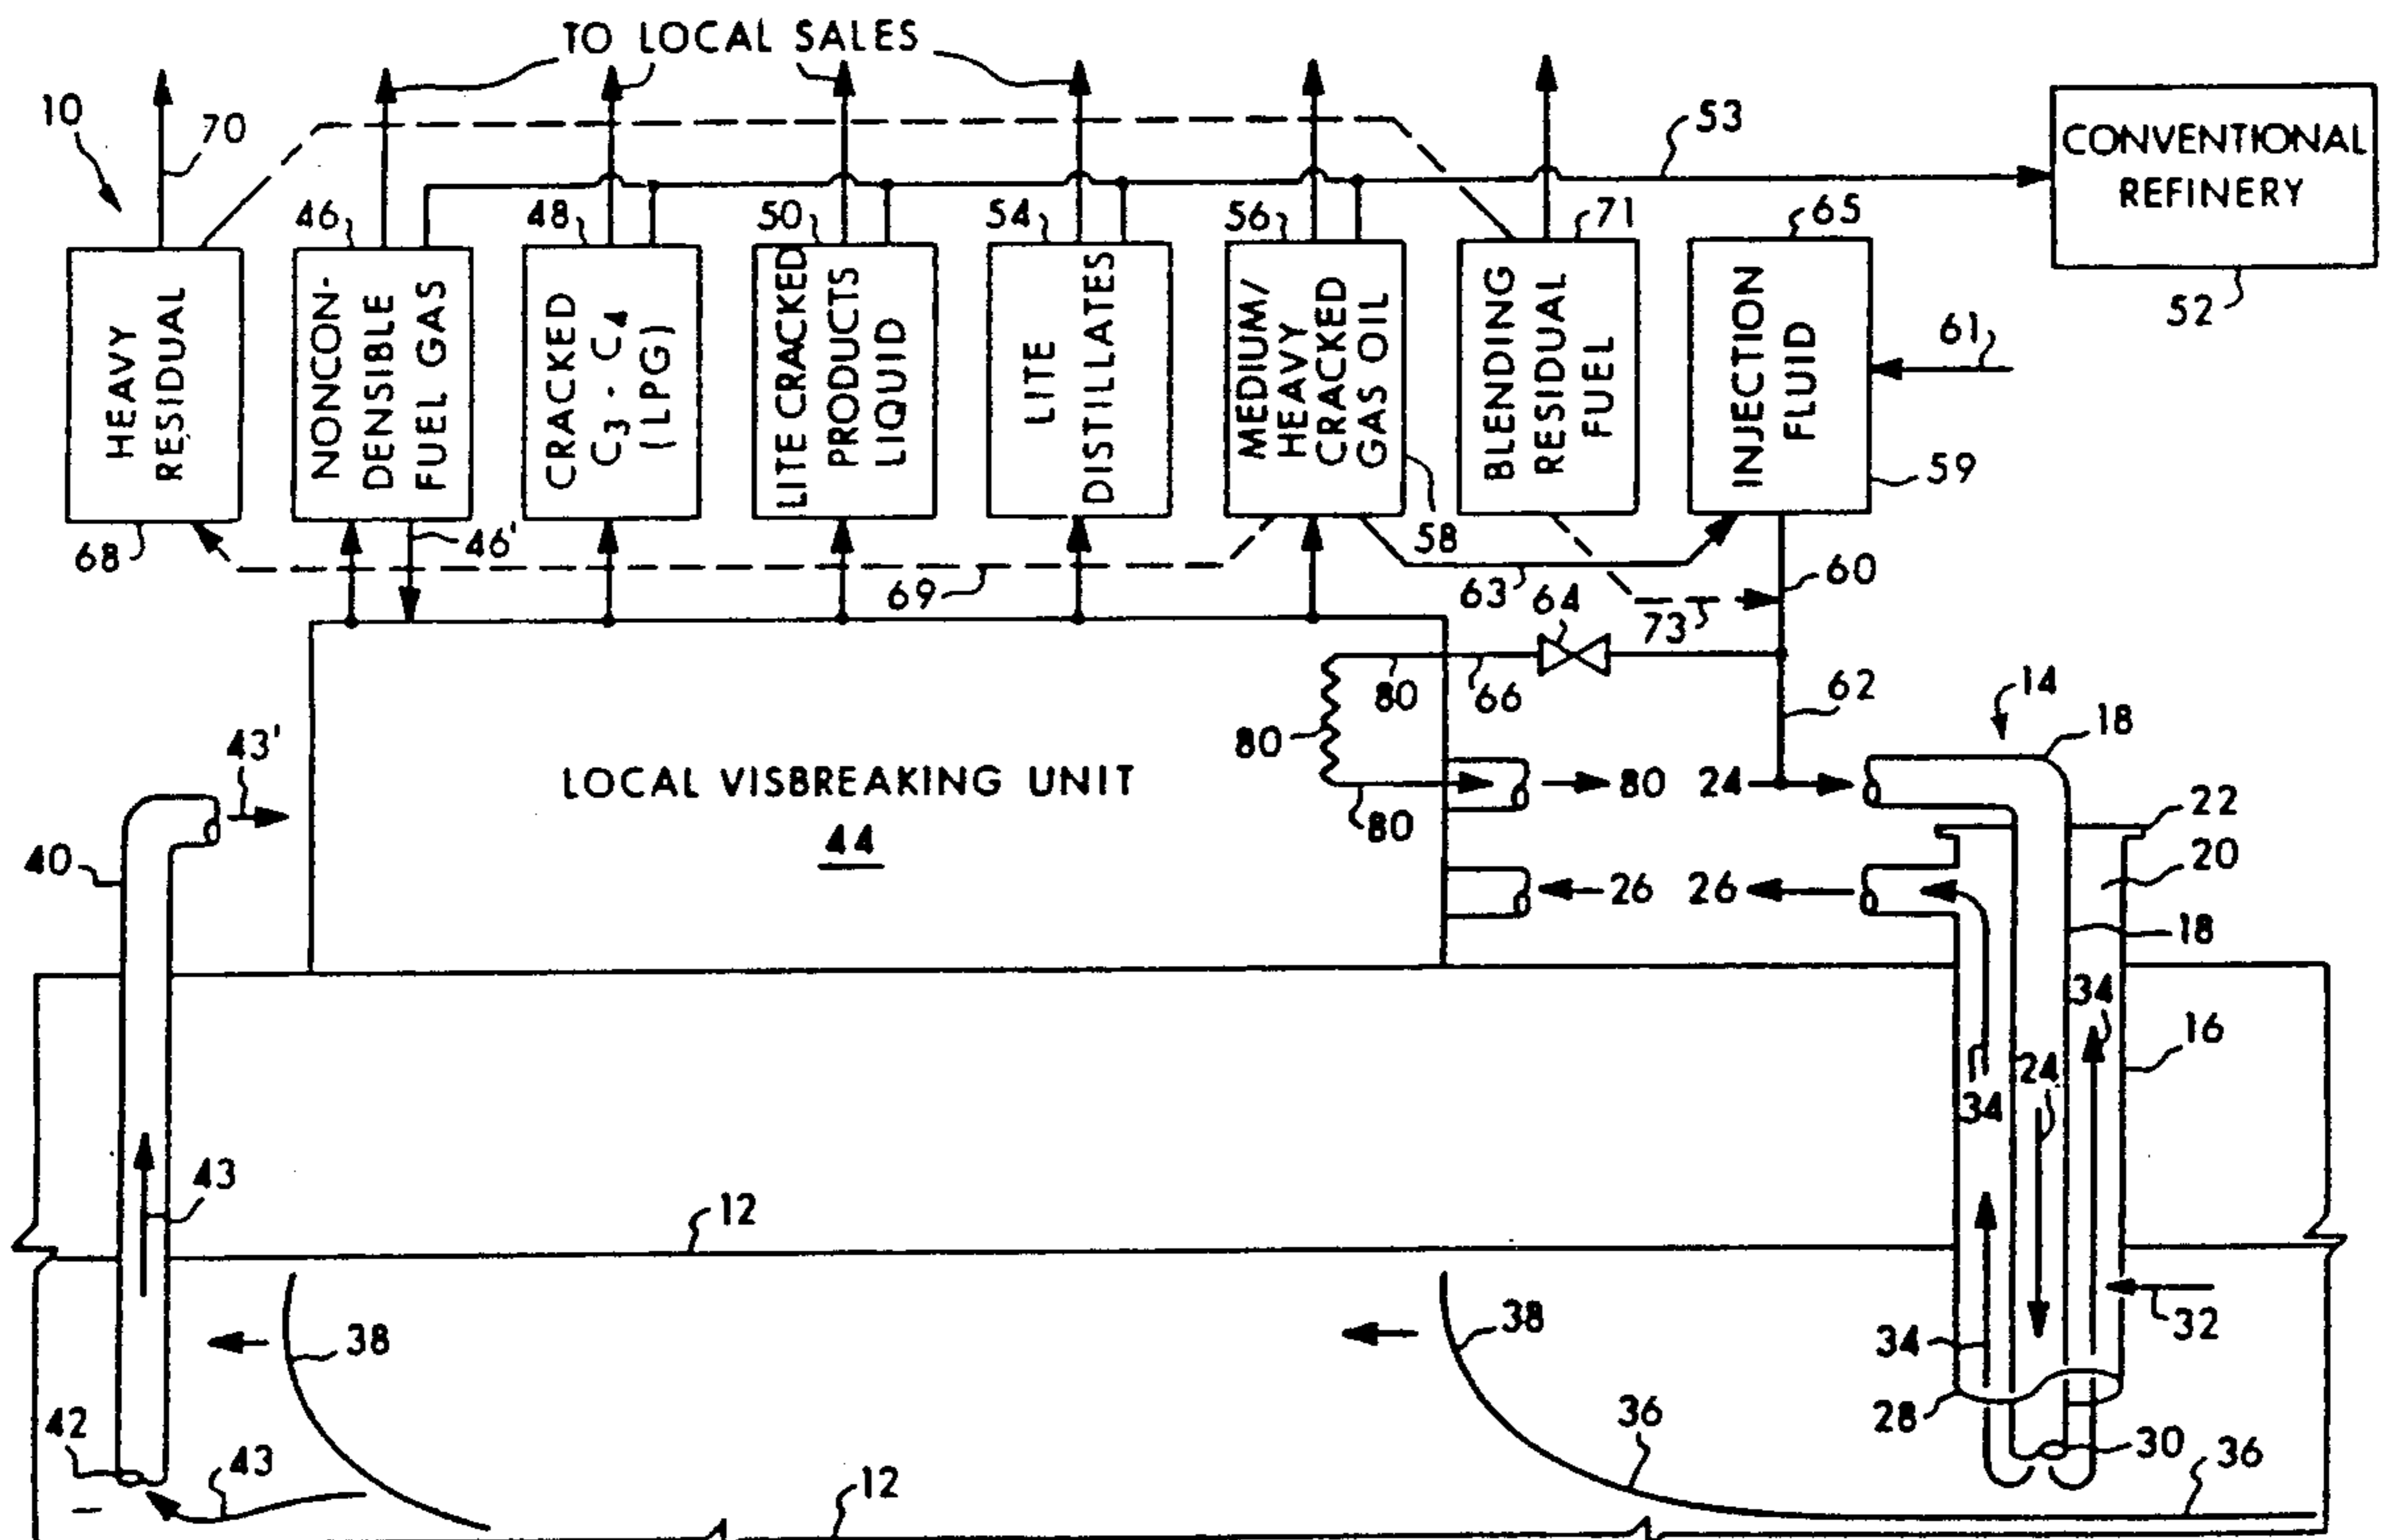 TO LOCAL SALES
10
70
53
CONVENTIONAL
REFINERY
52
46
48
50
54
56
71
65
HEAVY
RESIDUAL
NONCON-
DENSIBLE
FUEL GAS
CRACKED
C3 - C4
(LPG)
LITE CRACKED
PRODUCTS
LIQUID
LITE
DISTILLATES
MEDIUM/
HEAVY
CRACKED
GAS OIL
BLENDING
RESIDUAL
FUEL
INJECTION
FLUID
61
59
68
46'
69
58
63
64
73
60
80
66
62
14
18
43'
80
LOCAL VISBREAKING UNIT
44
80
80
24
22
40
26
26
20
18
34
16
24
34
43
12
38
38
34
32
28
42
43
36
30
36
12